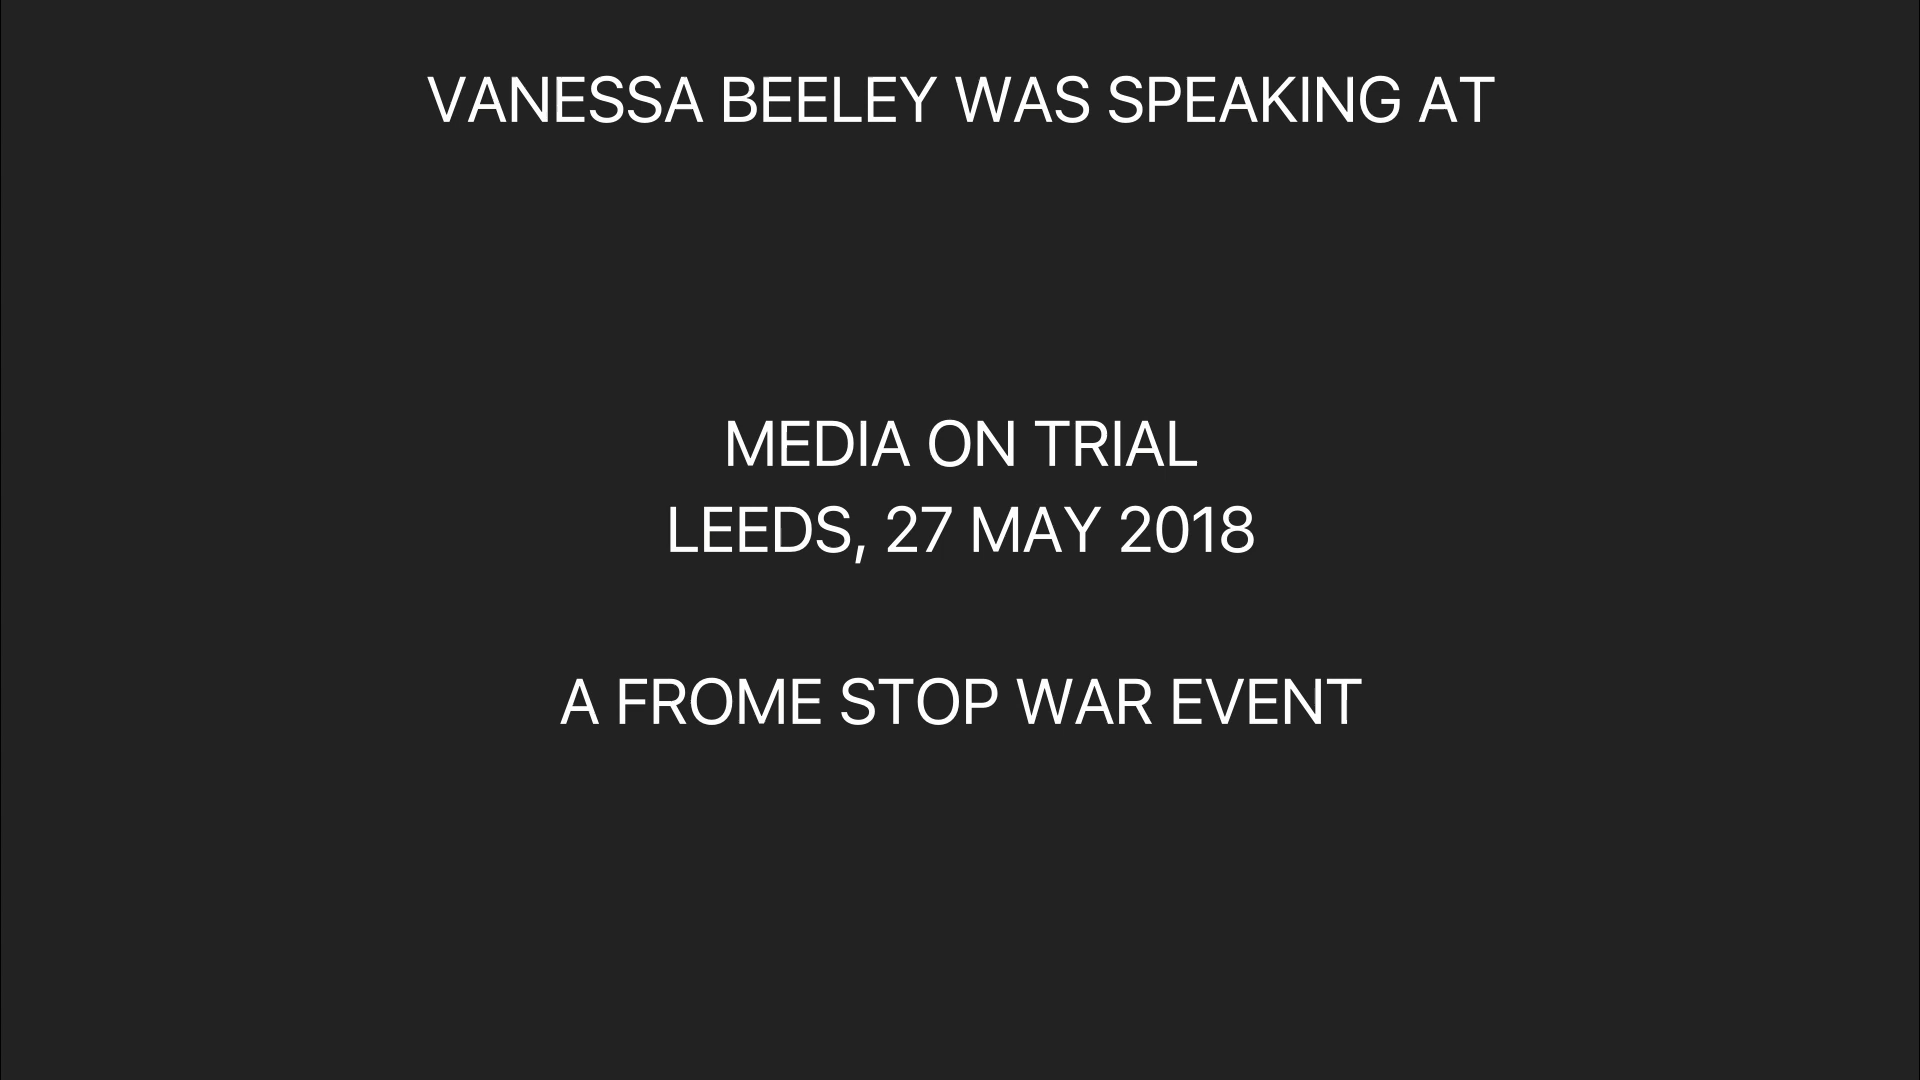 VANESSA BEELEY WAS SPEAKING AT
MEDIA ON TRIAL
LEEDS, 27 MAY 2018
A FROME STOP WAR EVENT